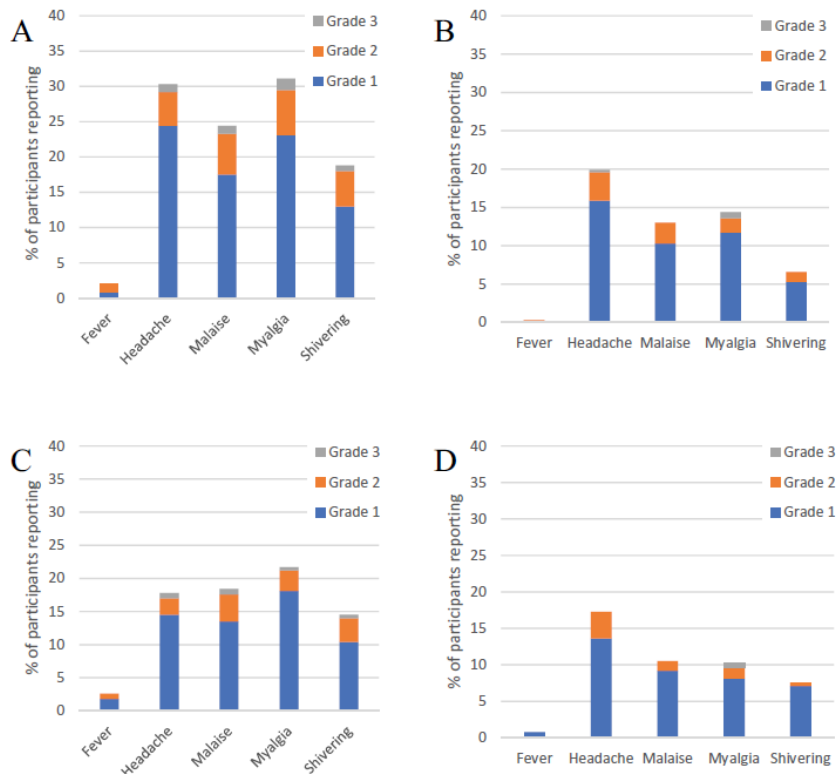 A
% of participants reporting
40
35
30
25
20
15
10
5
0
Grade 3
Grade 2
Grade 1
Fever
Headache
Malaise
Myalgia
Shivering
B
% of participants reporting
40
35
30
25
20
15
10
5
0
Grade 3
Grade 2
Grade 1
Fever
Headache
Malaise
Myalgia
Shivering
C
% of participants reporting
40
35
30
25
20
15
10
5
0
Grade 3
Grade 2
Grade 1
Fever
Headache
Malaise
Myalgia
Shivering
D
% of participants reporting
40
35
30
25
20
15
10
5
0
Grade 3
Grade 2
Grade 1
Fever
Headache
Malaise
Myalgia
Shivering